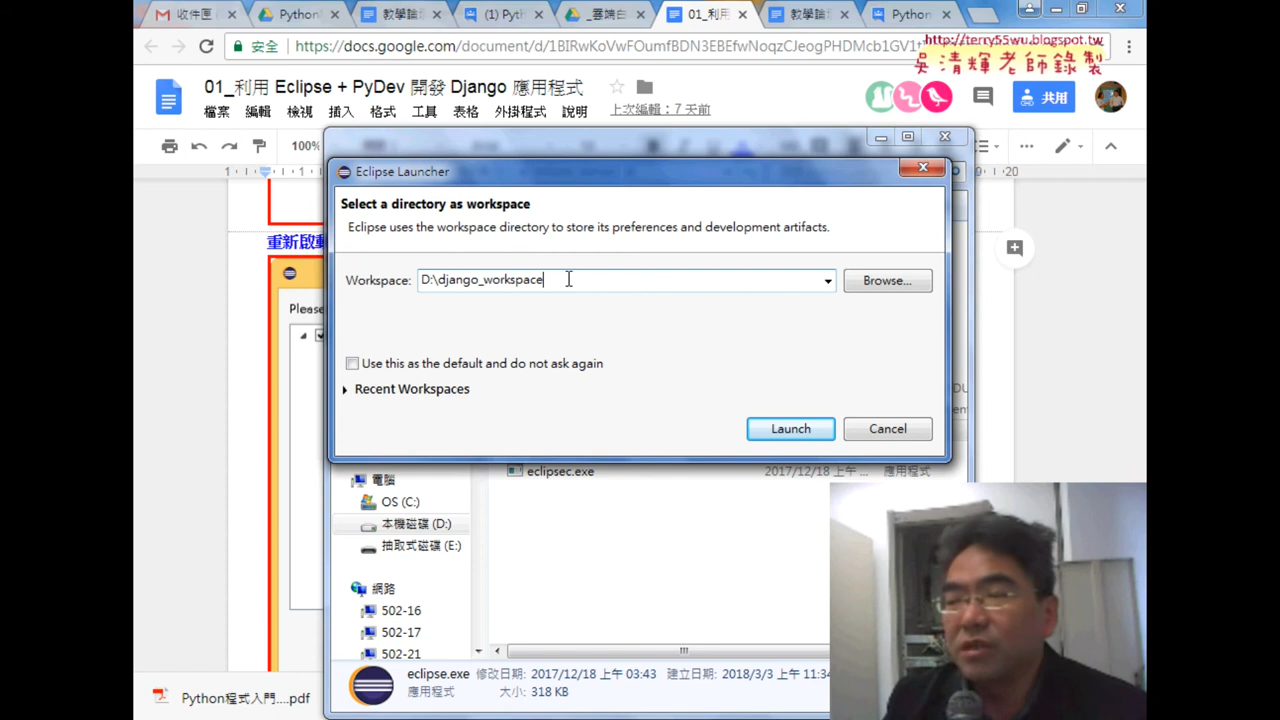 收件匣
Python
教學論
(1) Pyth
_雲端白
01_利用
教學論
Python
安全
https://docs.google.com/document/d/1BIRwKoVwFOumfBDN3EBEfwNoqzCJeogPHDMcb1GV1
http://terry55wu.blogspot.tw
吳清輝老師錄製
01_利用 Eclipse + PyDev 開發 Django 應用程式
檔案 編輯 檢視 插入 格式 工具 表格 外掛程式 說明
上次編輯：7 天前
共用
100%
1 1 1
19 20
重新啟動
Please
Eclipse Launcher
Select a directory as workspace
Eclipse uses the workspace directory to store its preferences and development artifacts.
Workspace: D:\django_workspace
Browse...
Use this as the default and do not ask again
Recent Workspaces
Launch
Cancel
eclipsec.exe 2017/12/18 上午 ... 應用程式
電腦
OS (C:)
本機磁碟 (D:)
抽取式磁碟 (E:)
網路
502-16
502-17
502-21
eclipse.exe 修改日期: 2017/12/18 上午 03:43 建立日期: 2018/3/3 上午 11:34
應用程式 大小: 318 KB
Python程式入門....pdf